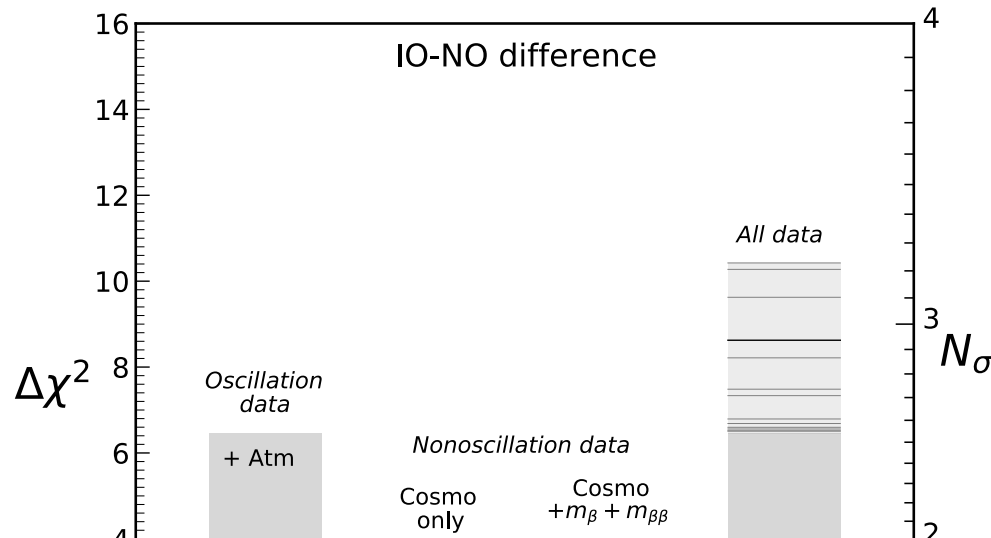 IO-NO difference
16
14
12
10
8
6
4
Δχ²
4
3
2
N_σ
All data
Oscillation
data
+ Atm
Nonoscillation data
Cosmo
only
Cosmo
+m_β + m_ββ